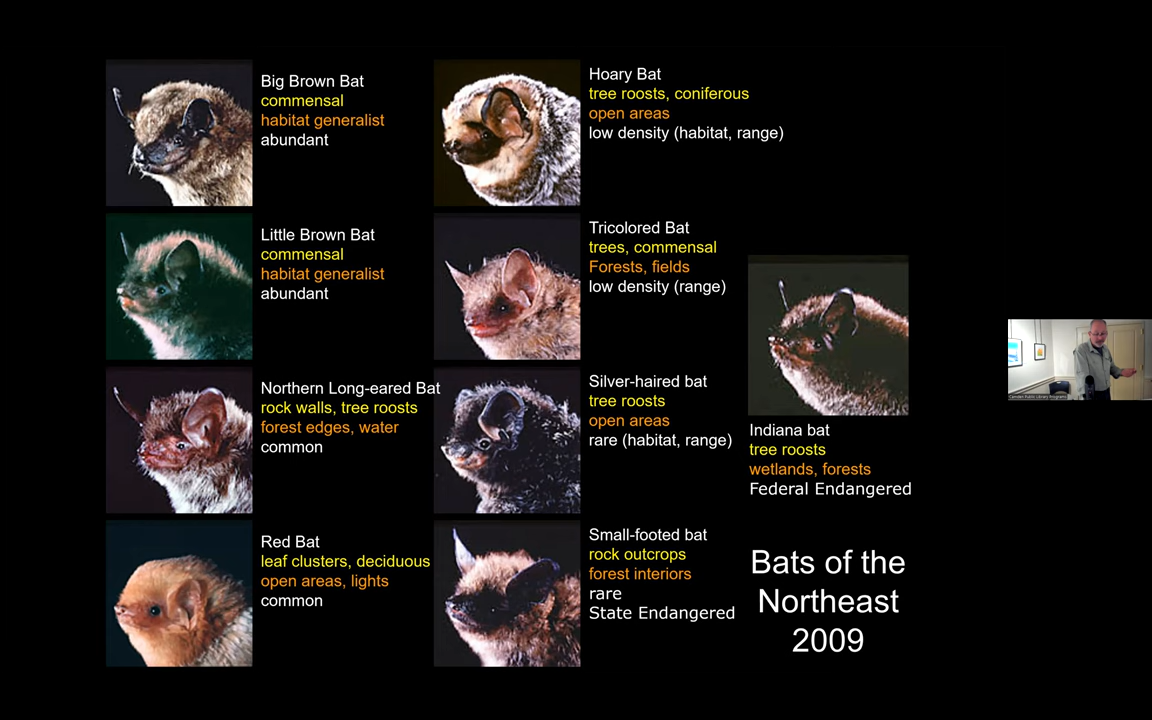 Big Brown Bat
commensal
habitat generalist
abundant
Little Brown Bat
commensal
habitat generalist
abundant
Northern Long-eared Bat
rock walls, tree roosts
forest edges, water
common
Red Bat
leaf clusters, deciduous
open areas, lights
common
Hoary Bat
tree roosts, coniferous
open areas
low density (habitat, range)
Tricolored Bat
trees, commensal
Forests, fields
low density (range)
Silver-haired bat
tree roosts
open areas
rare (habitat, range)
Small-footed bat
rock outcrops
forest interiors
rare
State Endangered
Indiana bat
tree roosts
wetlands, forests
Federal Endangered
Bats of the
Northeast
2009
Camden Public Library Programs